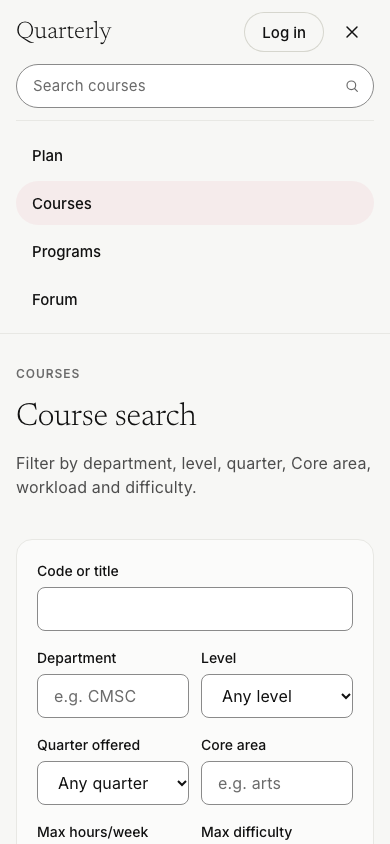 Quarterly
Log in
Search courses
Plan
Courses
Programs
Forum
COURSES
Course search
Filter by department, level, quarter, Core area,
workload and difficulty.
Code or title
Department
Level
e.g. CMSC
Any level
Quarter offered
Core area
Any quarter
e.g. arts
Max hours/week
Max difficulty